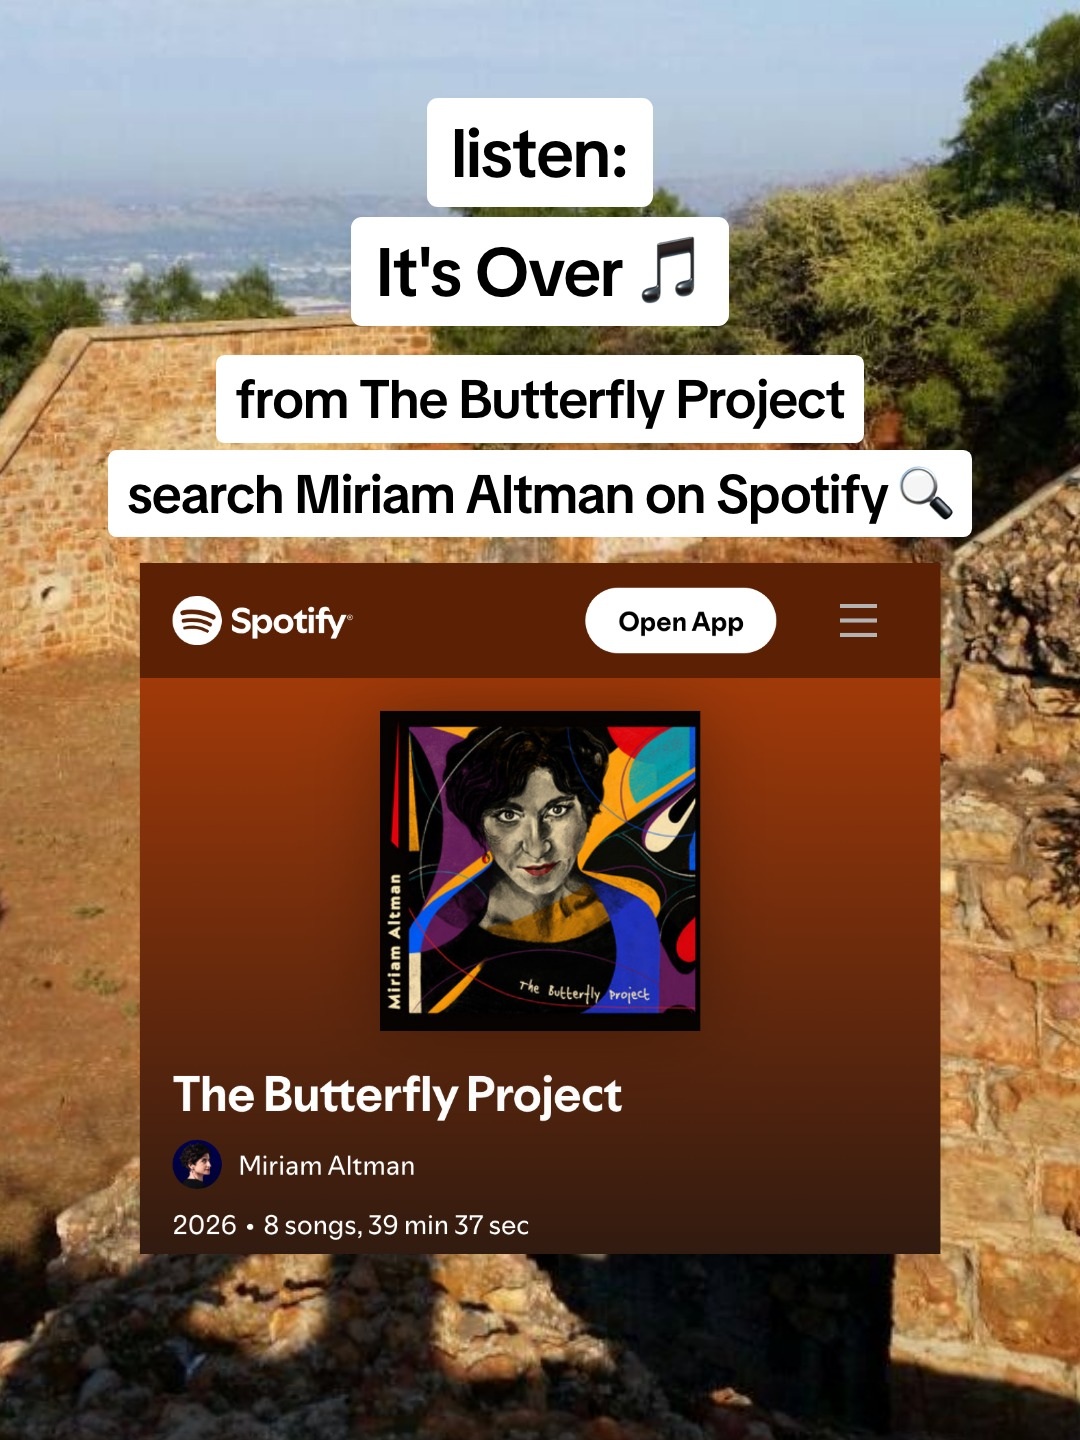 listen:
It's Over 🎵
from The Butterfly Project
search Miriam Altman on Spotify 🔍
Spotify®
Open App
Miriam Altman
The Butterfly Project
The Butterfly Project
Miriam Altman
2026 • 8 songs, 39 min 37 sec